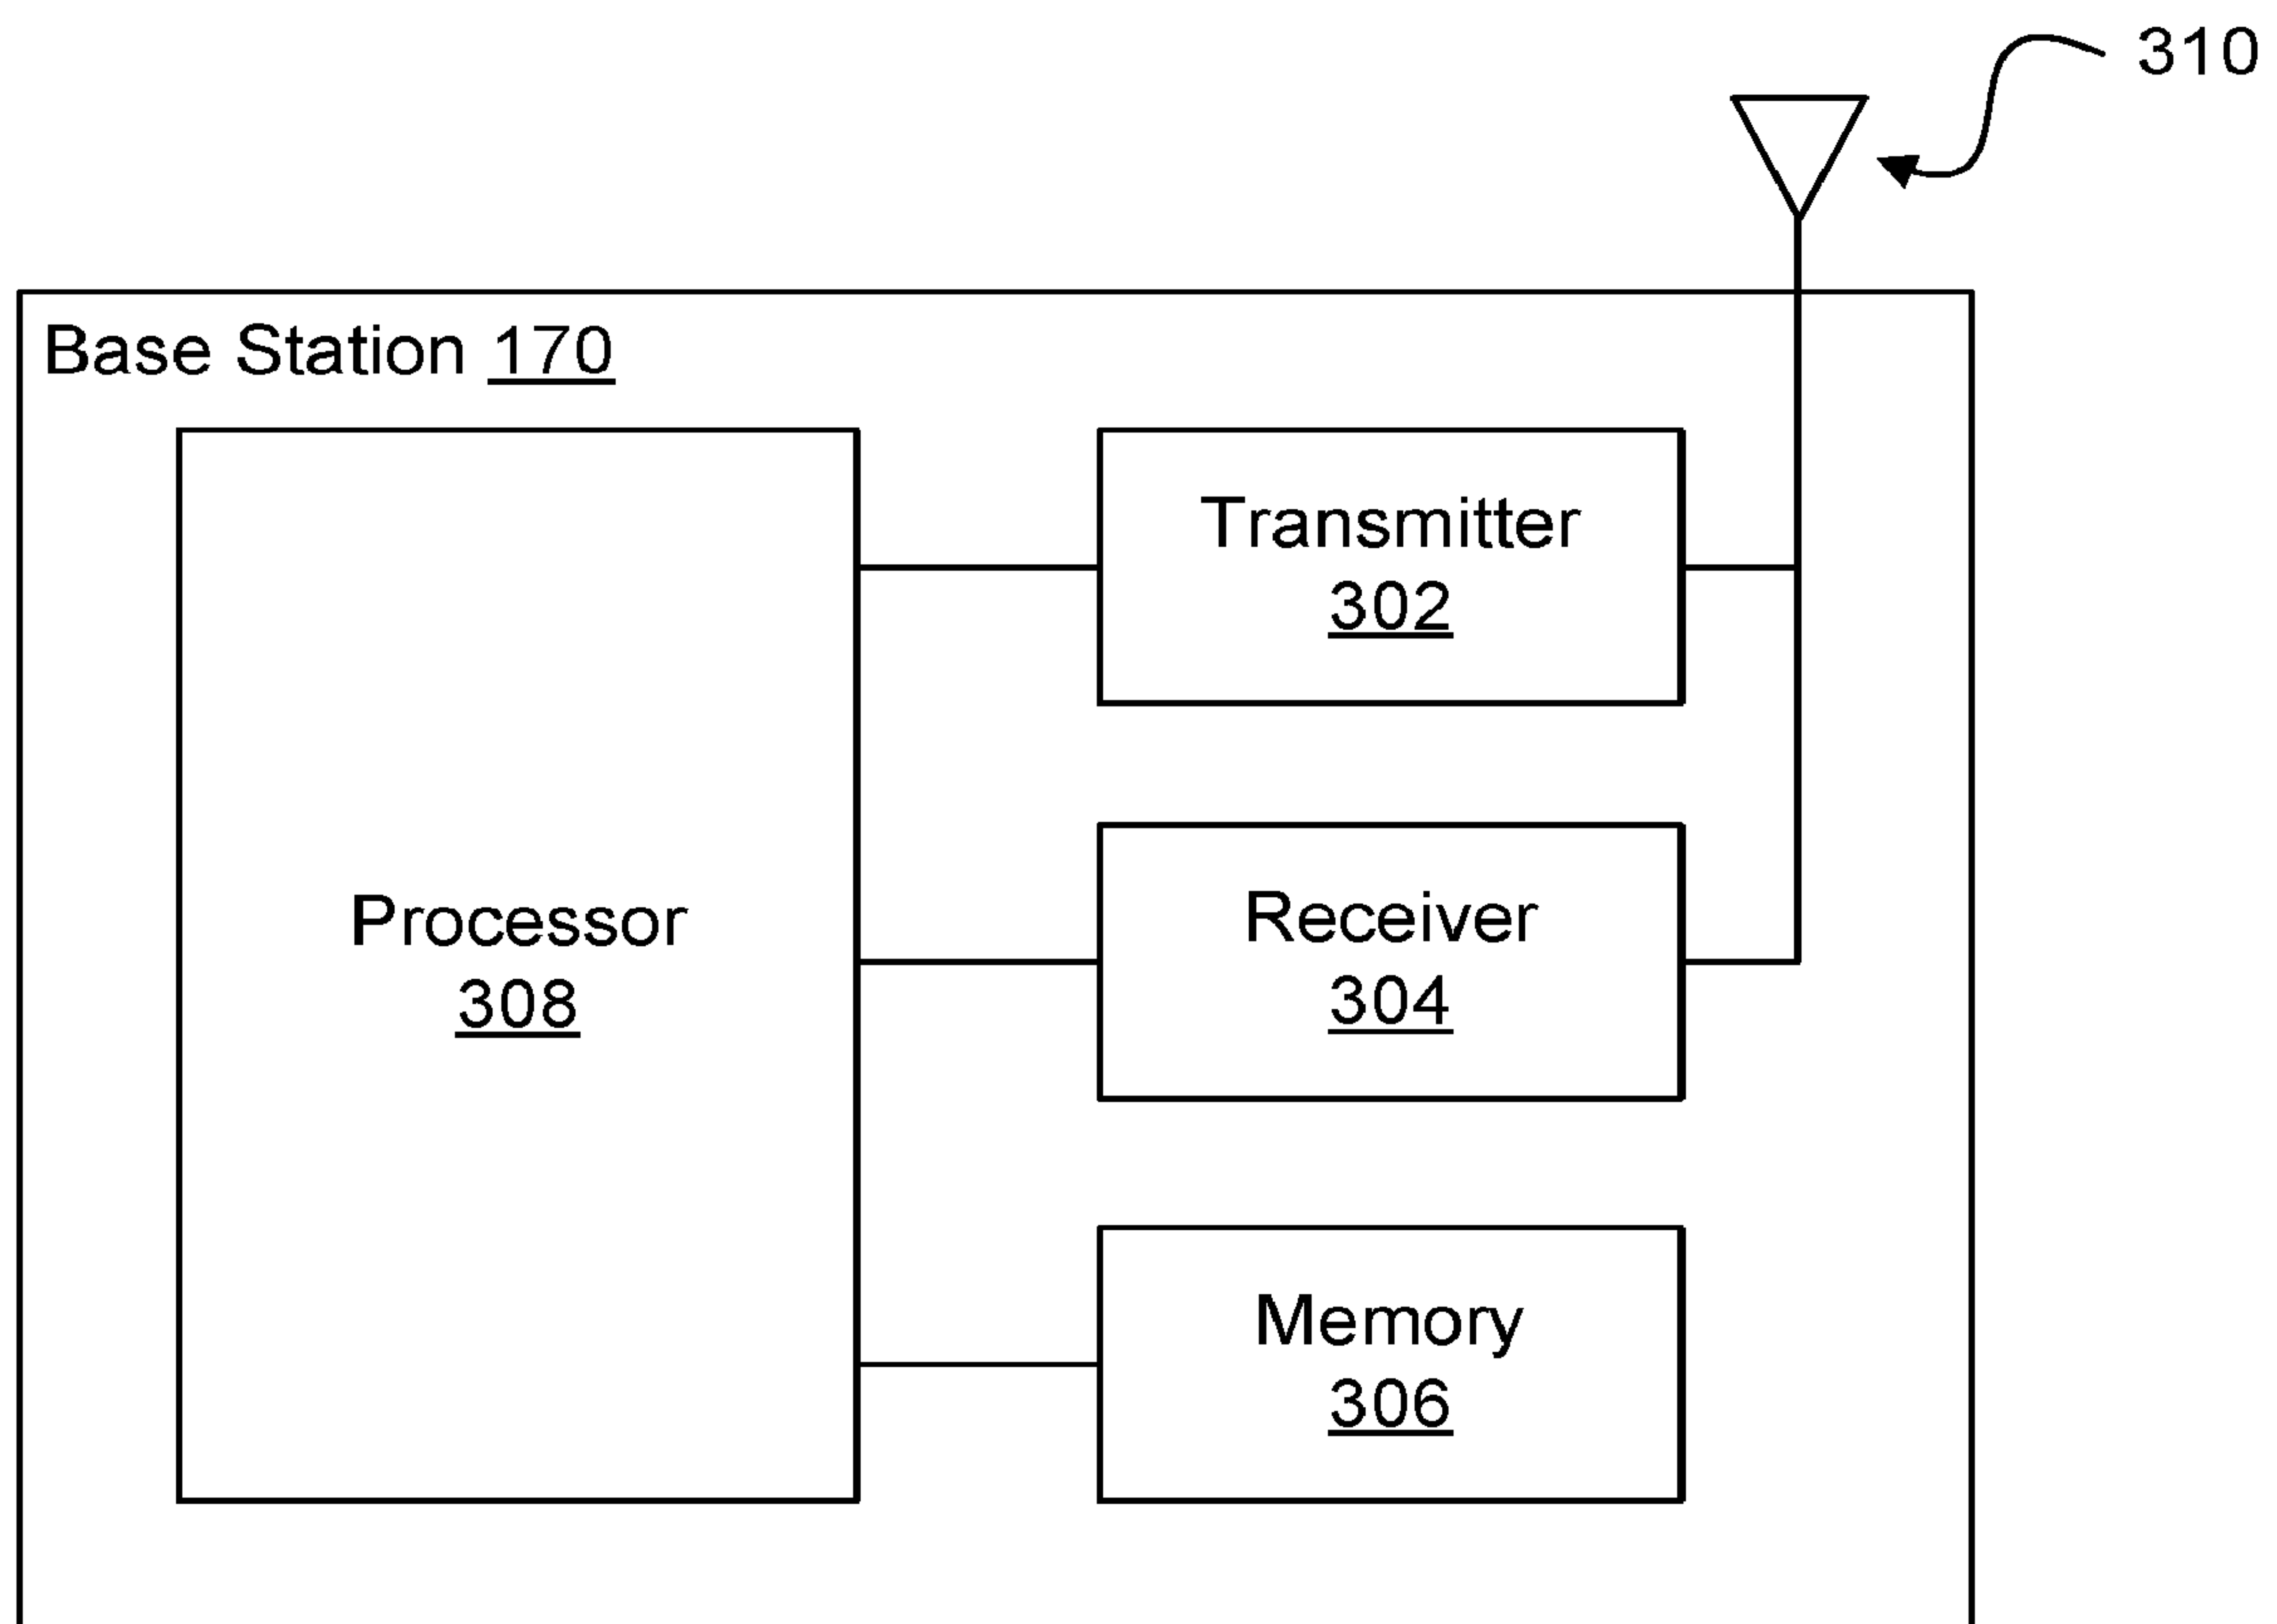 310
Base Station 170
Transmitter
302
Processor
308
Receiver
304
Memory
306